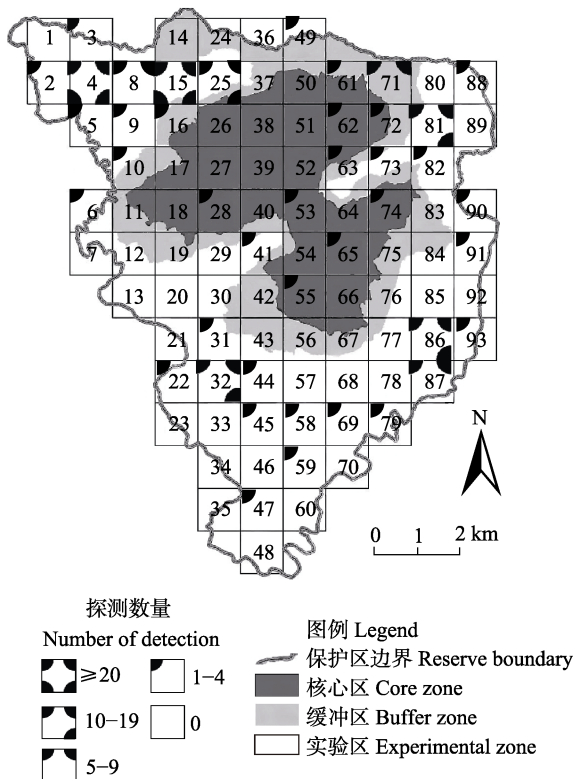 1 3 14 24 36 49
2 4 8 15 25 37 50 61 71 80 88
5 9 16 26 38 51 62 72 81 89
10 17 27 39 52 63 73 82
6 11 18 28 40 53 64 74 83 90
7 12 19 29 41 54 65 75 84 91
13 20 30 42 55 66 76 85 92
21 31 43 56 67 77 86 93
22 32 44 57 68 78 87
23 33 45 58 69 79
34 46 59 70
35 47 60
48
N
0 1 2 km
探测数量
Number of detection
≥20
1−4
10−19
0
5−9
图例 Legend
保护区边界 Reserve boundary
核心区 Core zone
缓冲区 Buffer zone
实验区 Experimental zone